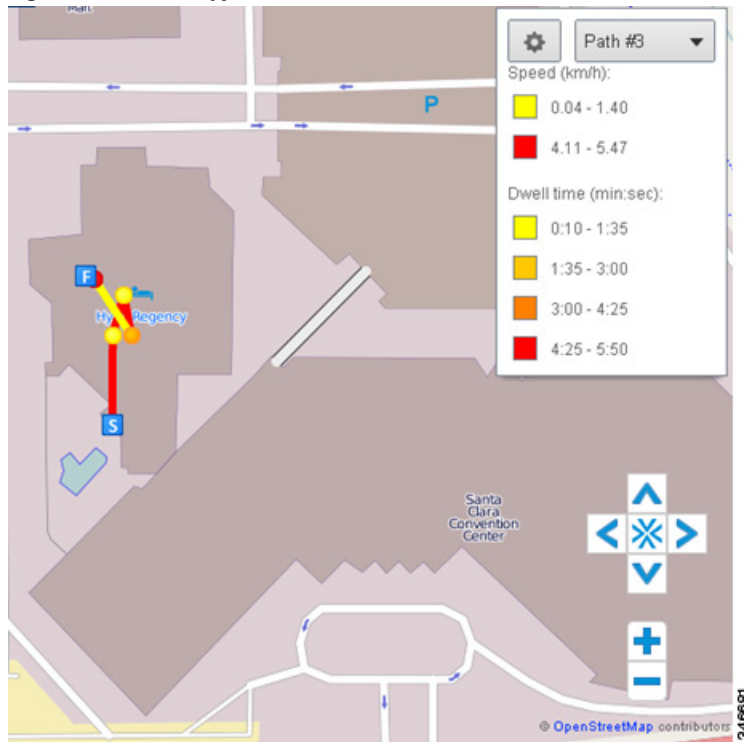 Mart
Path #3
Speed (km/h):
0.04 - 1.40
4.11 - 5.47
Dwell time (min:sec):
0:10 - 1:35
1:35 - 3:00
3:00 - 4:25
4:25 - 5:50
P
F
Regency
S
Santa
Clara
Convention
Center
© OpenStreetMap contributors
346691